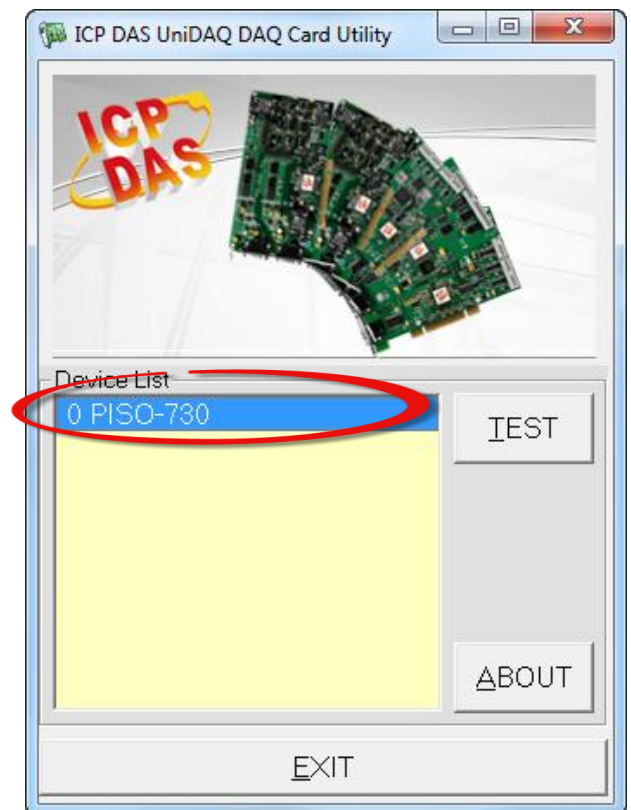 ICP DAS UniDAQ DAQ Card Utility
ICP
DAS
Device List
0 PISO-730
TEST
ABOUT
EXIT